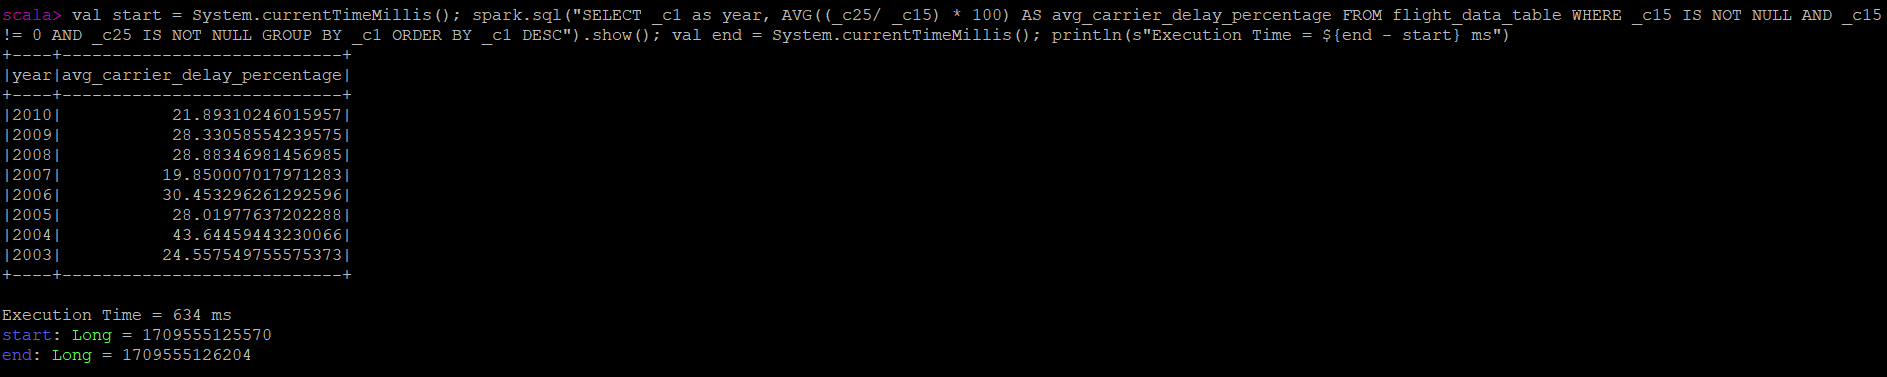 scala> val start = System.currentTimeMillis(); spark.sql("SELECT _c1 as year, AVG((_c25/ _c15) * 100) AS avg_carrier_delay_percentage FROM flight_data_table WHERE _c15 IS NOT NULL AND _c15
!= 0 AND _c25 IS NOT NULL GROUP BY _c1 ORDER BY _c1 DESC").show(); val end = System.currentTimeMillis(); println(s"Execution Time = ${end - start} ms")
+----+----------------------------+
|year|avg_carrier_delay_percentage|
+----+----------------------------+
|2010|           21.89310246015957|
|2009|           28.33058554239575|
|2008|           28.88346981456985|
|2007|          19.850007017971283|
|2006|          30.453296261292596|
|2005|           28.01977637202288|
|2004|           43.64459443230066|
|2003|          24.557549755575373|
+----+----------------------------+
Execution Time = 634 ms
start: Long = 1709555125570
end: Long = 1709555126204